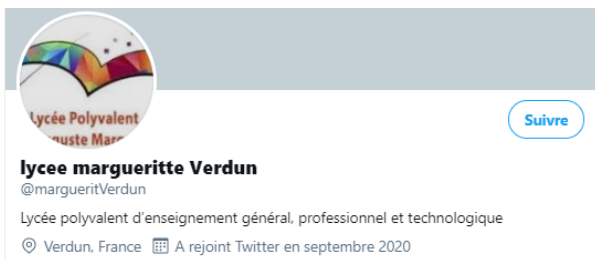 Lycée Polyvalent
lycee margueritte Verdun
@margueritVerdun
Suivre
Lycée polyvalent d'enseignement général, professionnel et technologique
Verdun, France A rejoint Twitter en septembre 2020